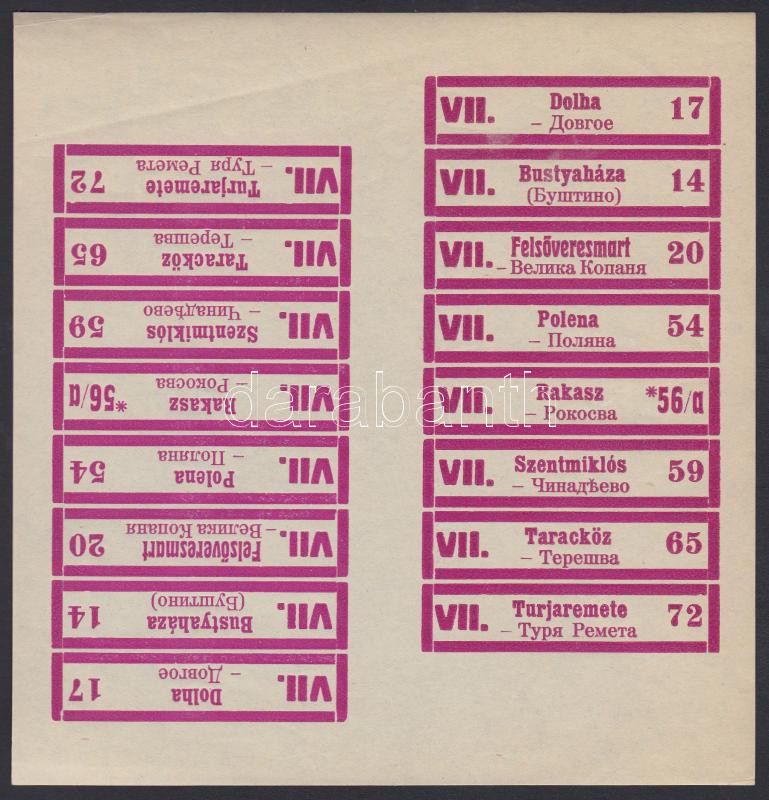 VII. Dolha 17
– Довгое
VII. Bustyaháza 14
(Буштино)
VII. Felsőveresmart 20
– Велика Копаня
VII. Polena 54
– Поляна
VII. Rakasz *56/a
– Рокосва
VII. Szentmiklós 59
– Чинадѣево
VII. Taracköz 65
– Терешва
VII. Turjaremete 72
– Туря Ремета
VII. Dolha 17
– Довгое
VII. Bustyaháza 14
(Буштино)
VII. Felsőveresmart 20
– Велика Копаня
VII. Polena 54
– Поляна
VII. Rakasz *56/a
– Рокосва
VII. Szentmiklós 59
– Чинадѣево
VII. Taracköz 65
– Терешва
VII. Turjaremete 72
– Туря Ремета
darabanth